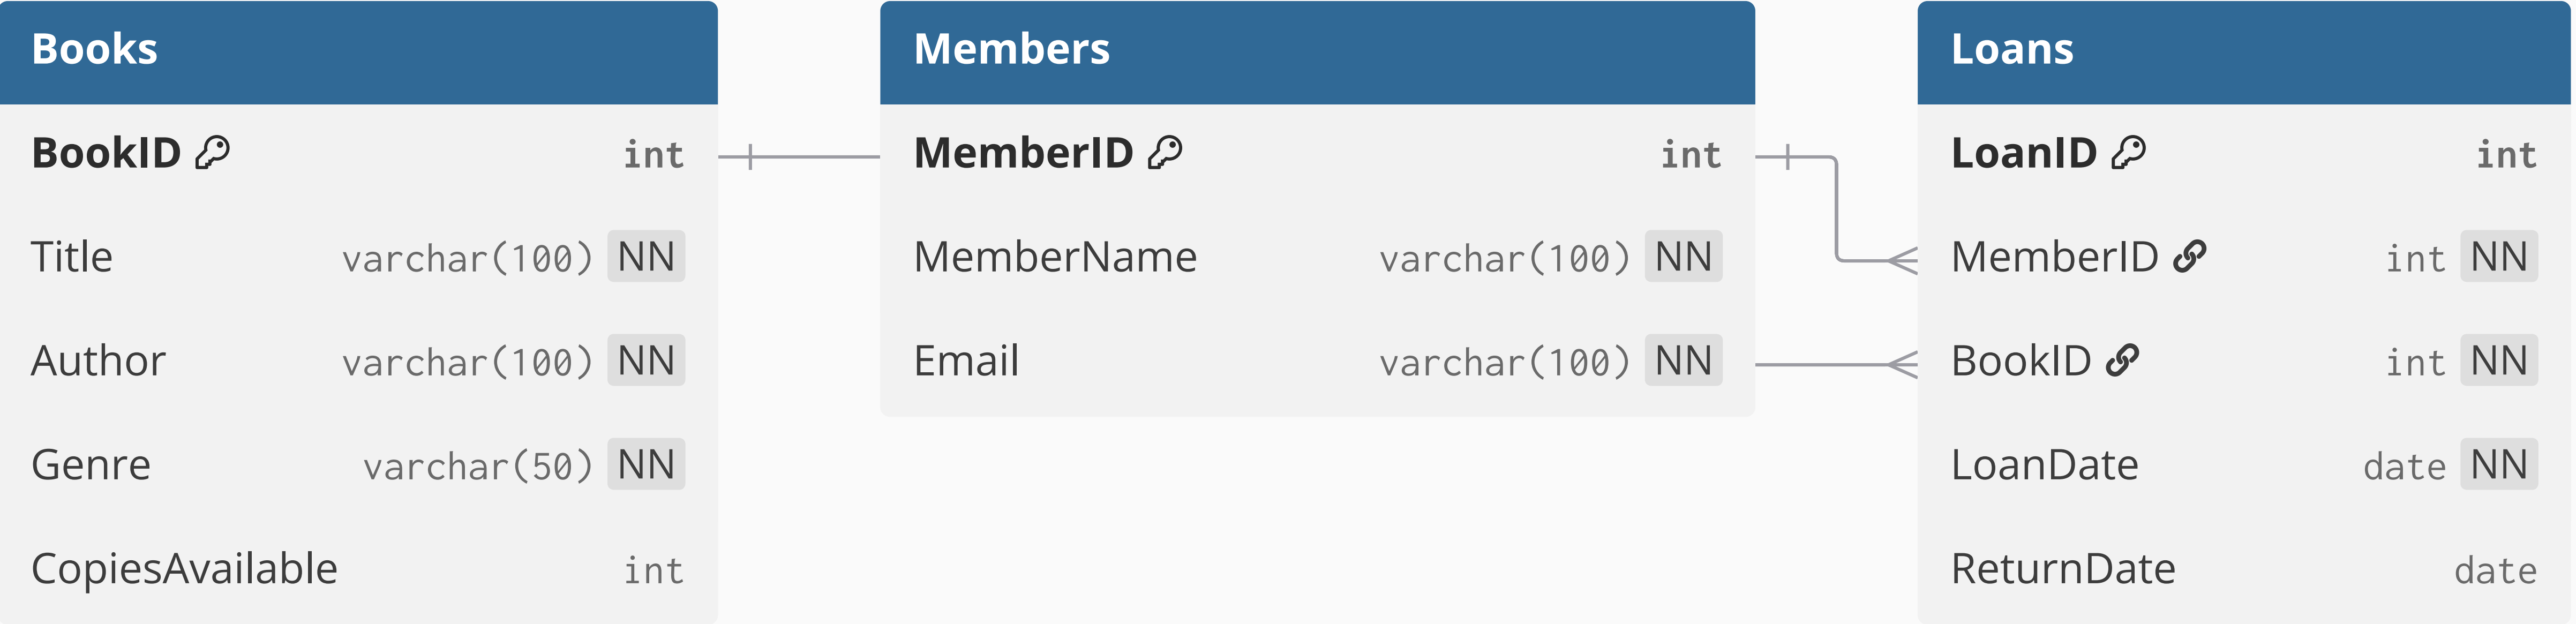 Books
BookID int
Title varchar(100) NN
Author varchar(100) NN
Genre varchar(50) NN
CopiesAvailable int
Members
MemberID int
MemberName varchar(100) NN
Email varchar(100) NN
Loans
LoanID int
MemberID int NN
BookID int NN
LoanDate date NN
ReturnDate date